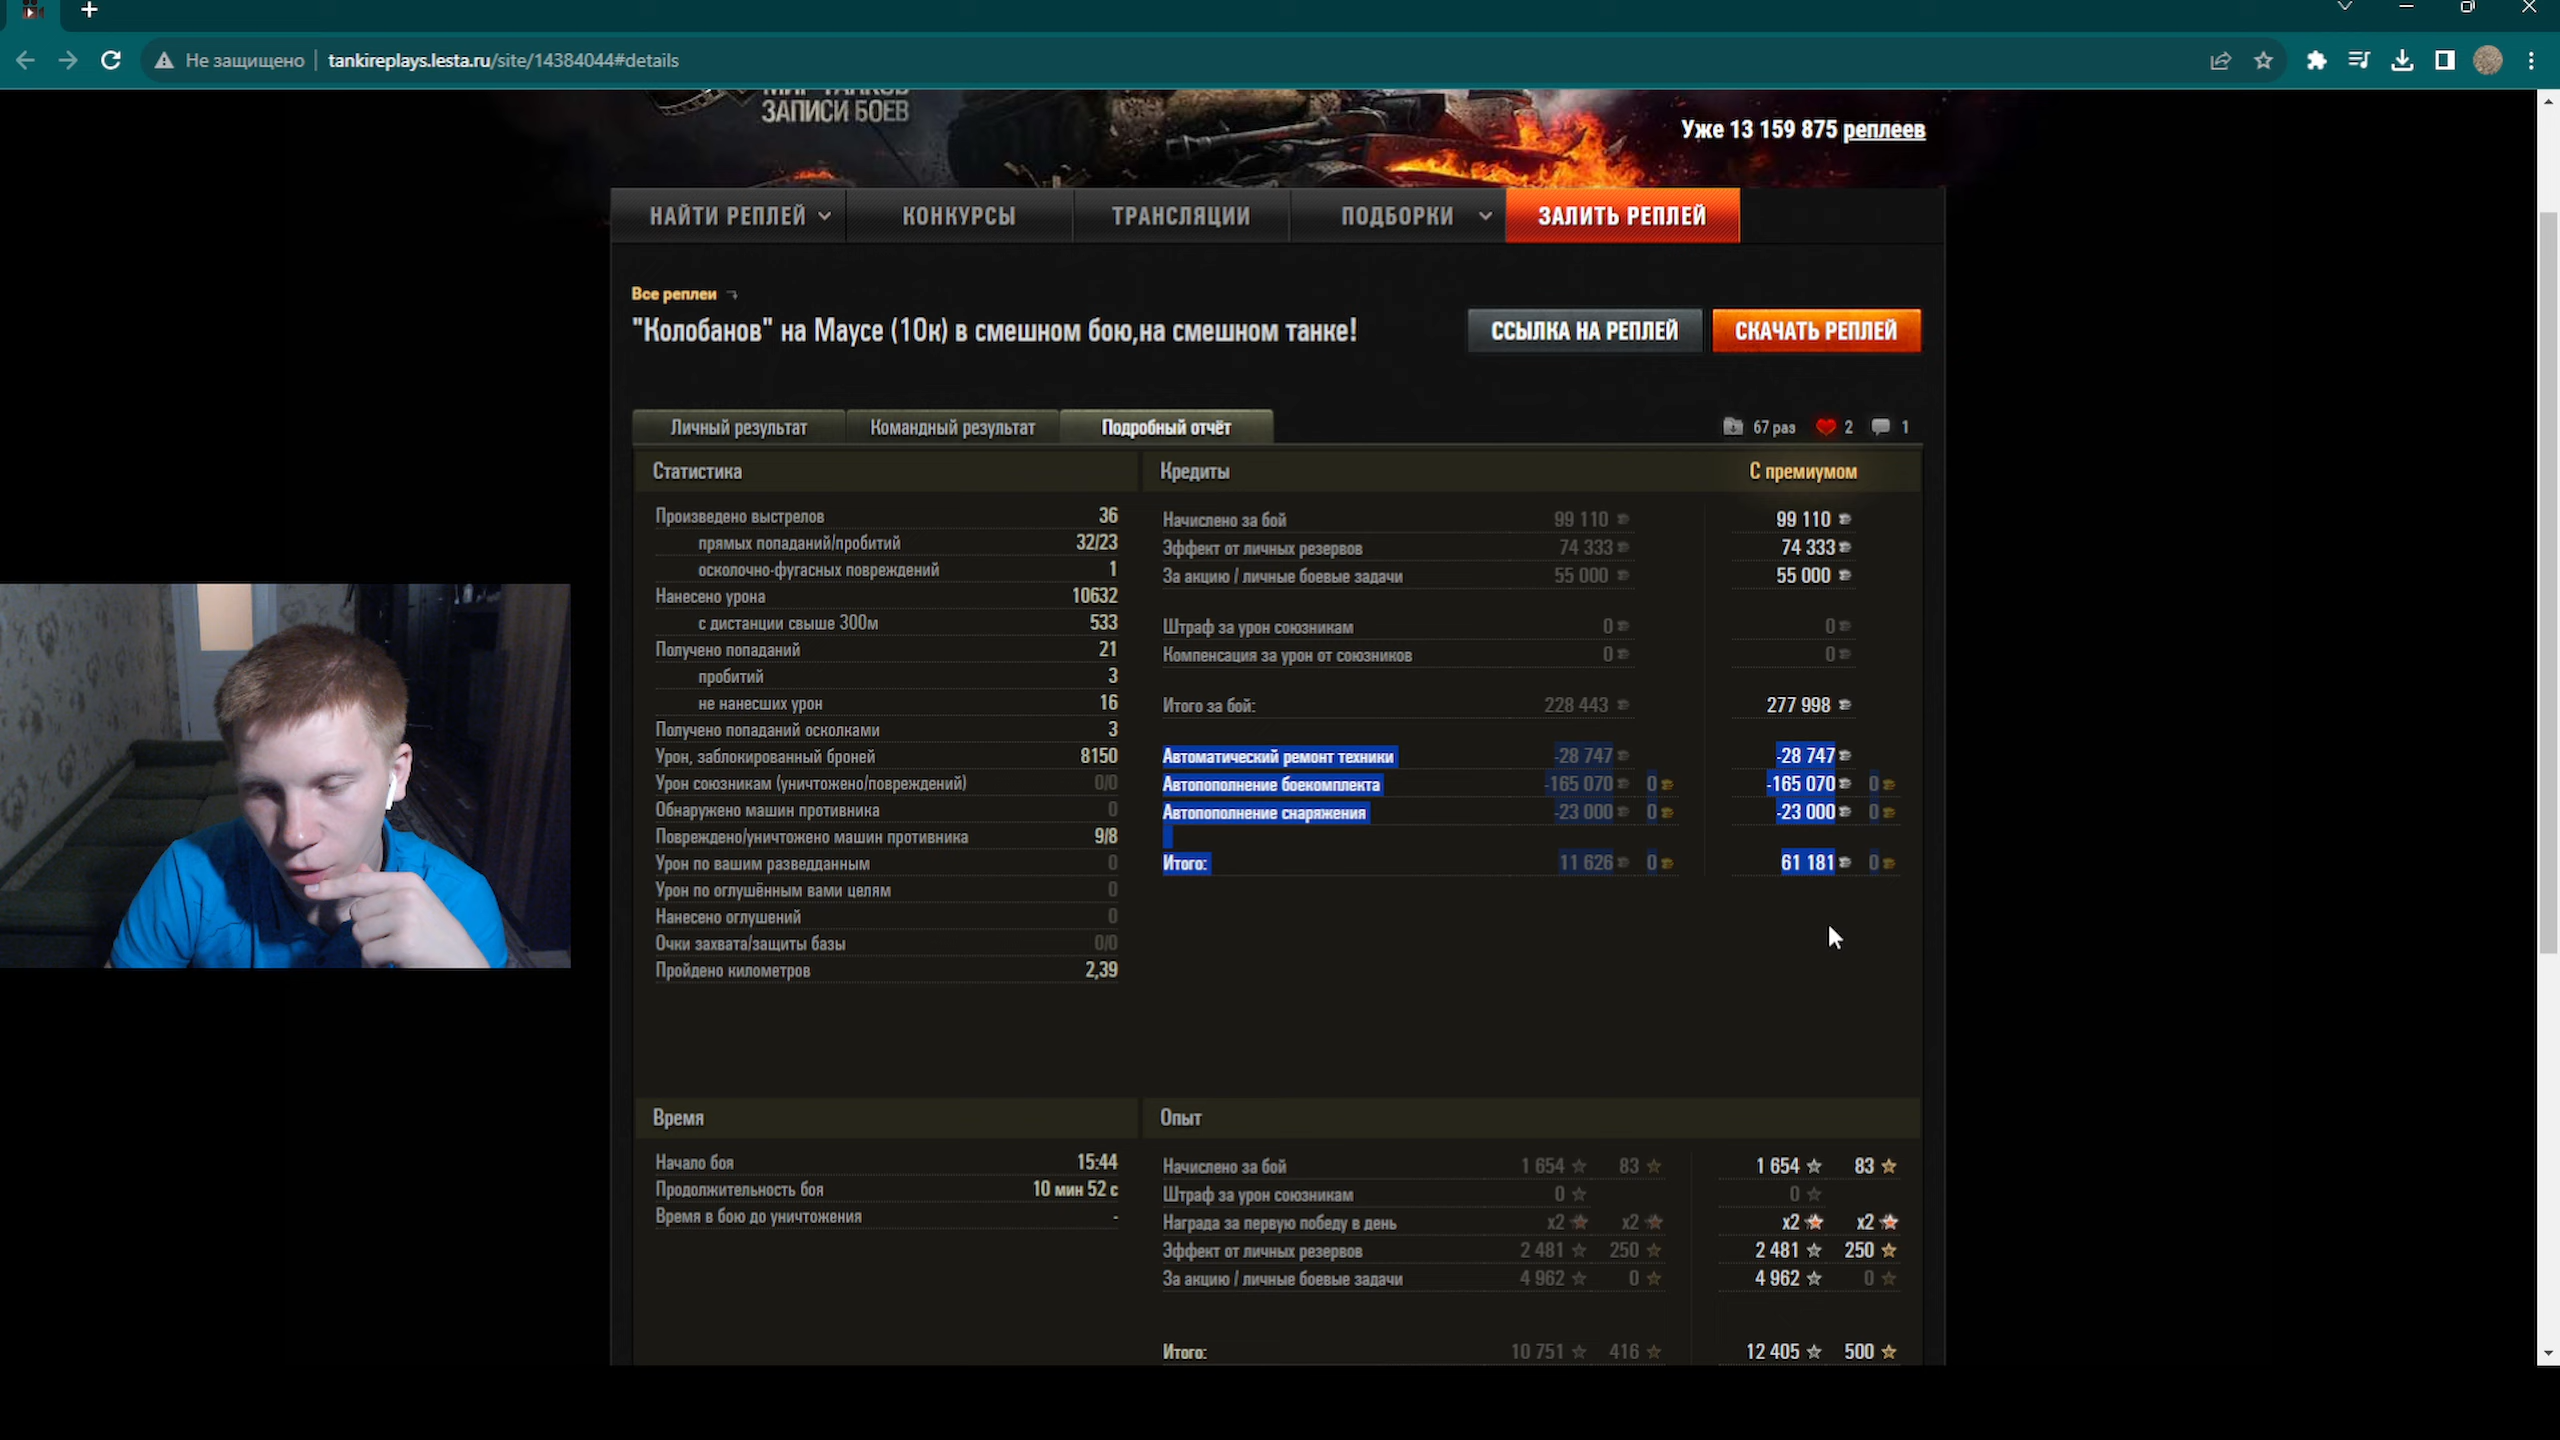 Не защищено | tankireplays.lesta.ru/site/14384044#details
МИР ТАНКОВ
ЗАПИСИ БОЕВ
Уже 13 159 875 реплеев
НАЙТИ РЕПЛЕЙ КОНКУРСЫ ТРАНСЛЯЦИИ ПОДБОРКИ ЗАЛИТЬ РЕПЛЕЙ
Все реплеи
"Колобанов" на Маусе (10к) в смешном бою,на смешном танке!
ССЫЛКА НА РЕПЛЕЙ СКАЧАТЬ РЕПЛЕЙ
Личный результат Командный результат Подробный отчёт 67 раз 2 1
Статистика
Произведено выстрелов 36
прямых попаданий/пробитий 32/23
осколочно-фугасных повреждений 1
Нанесено урона 10632
с дистанции свыше 300м 533
Получено попаданий 21
пробитий 3
не нанесших урон 16
Получено попаданий осколками 3
Урон, заблокированный броней 8150
Урон союзникам (уничтожено/повреждений) 0/0
Обнаружено машин противника 0
Повреждено/уничтожено машин противника 9/8
Урон по вашим разведданным 0
Урон по оглушённым вами целям 0
Нанесено оглушений 0
Очки захвата/защиты базы 0/0
Пройдено километров 2,39
Кредиты С премиумом
Начислено за бой 99 110 99 110
Эффект от личных резервов 74 333 74 333
За акцию / личные боевые задачи 55 000 55 000
Штраф за урон союзникам 0 0
Компенсация за урон от союзников 0 0
Итого за бой: 228 443 277 998
Автоматический ремонт техники -28 747 -28 747
Автопополнение боекомплекта -165 070 0 -165 070 0
Автопополнение снаряжения -23 000 0 -23 000 0
Итого: 11 626 0 61 181 0
Время
Начало боя 15:44
Продолжительность боя 10 мин 52 с
Время в бою до уничтожения -
Опыт
Начислено за бой 1 654 83 1 654 83
Штраф за урон союзникам 0 0
Награда за первую победу в день x2 x2 x2 x2
Эффект от личных резервов 2 481 250 2 481 250
За акцию / личные боевые задачи 4 962 0 4 962 0
Итого: 10 751 416 12 405 500